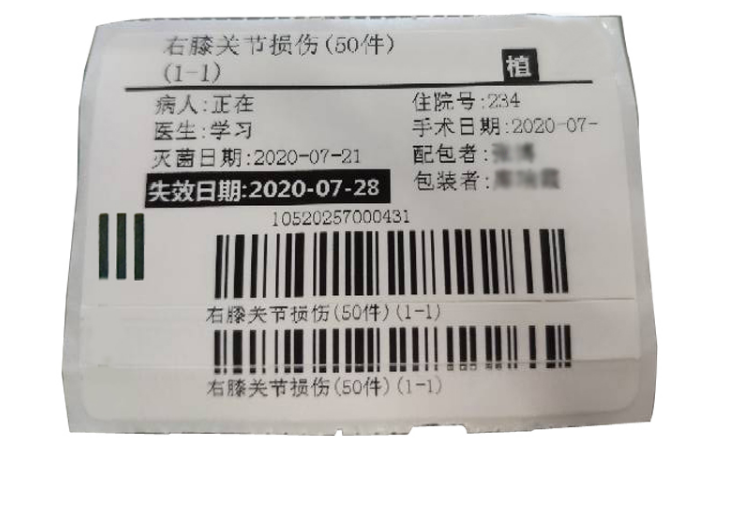 右膝关节损伤(50件)
(1-1)
植
病人:正在
住院号:234
医生:学习
手术日期:2020-07-
灭菌日期:2020-07-21
配包者:
失效日期:2020-07-28
包装者:
10520257000431
右膝关节损伤(50件)(1-1)
右膝关节损伤(50件)(1-1)